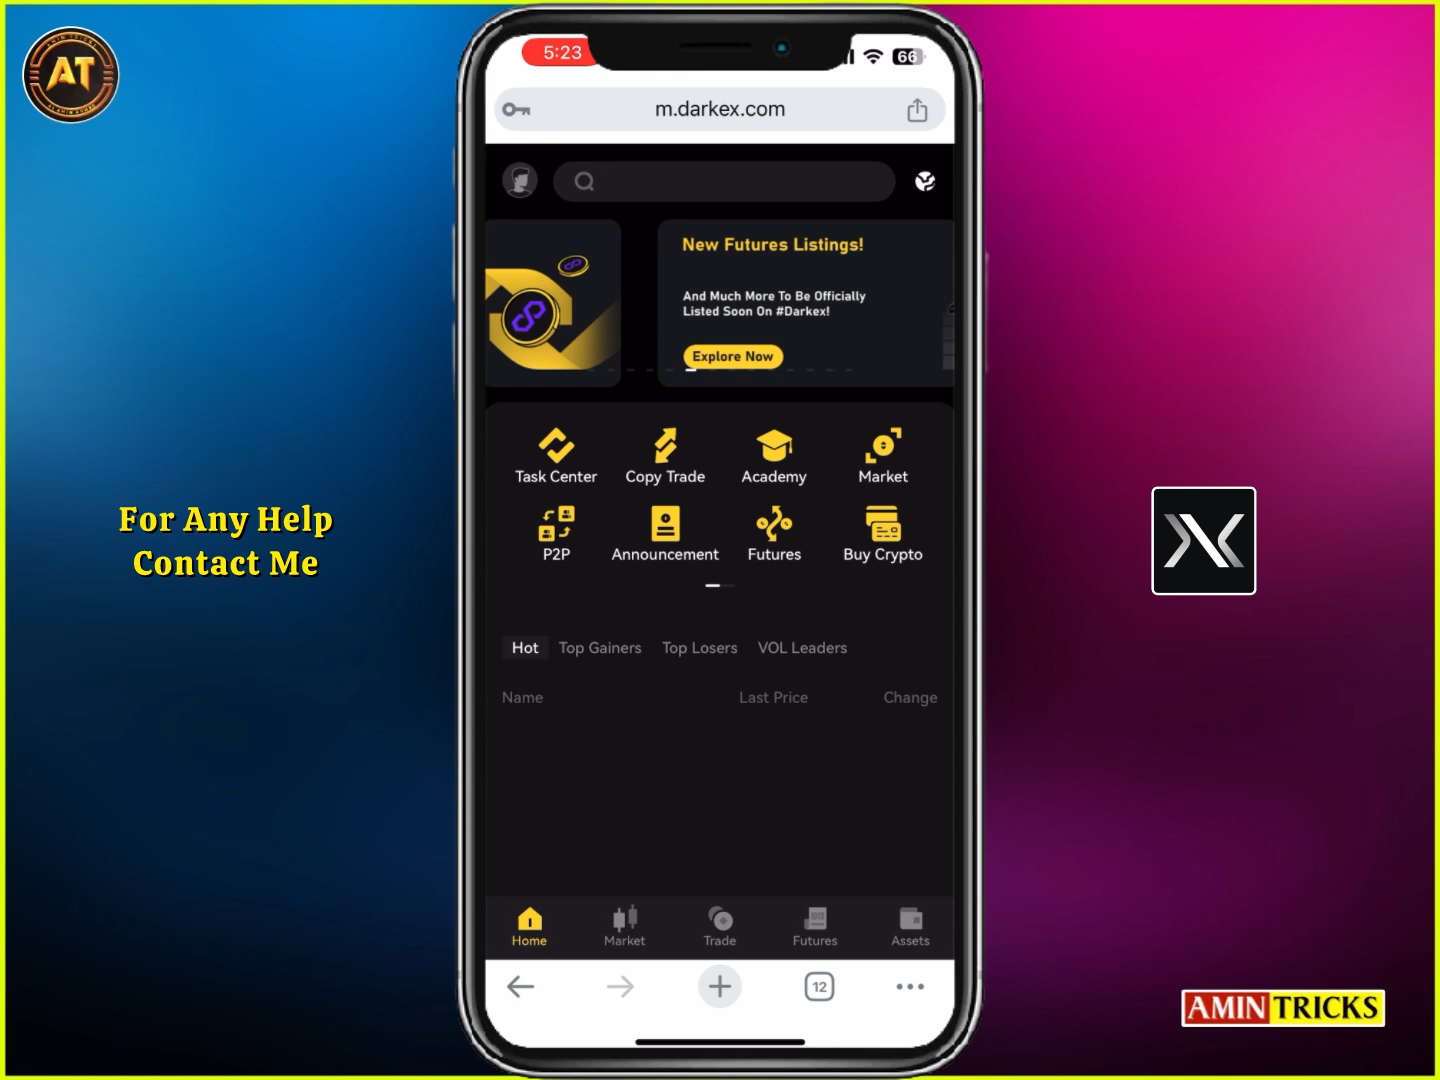 AT
5:23
66
m.darkex.com
New Futures Listings!
And Much More To Be Officially
Listed Soon On #Darkex!
Explore Now
Task Center
Copy Trade
Academy
Market
P2P
Announcement
Futures
Buy Crypto
For Any Help
Contact Me
Hot
Top Gainers
Top Losers
VOL Leaders
Name
Last Price
Change
Home
Market
Trade
Futures
Assets
12
AMIN TRICKS